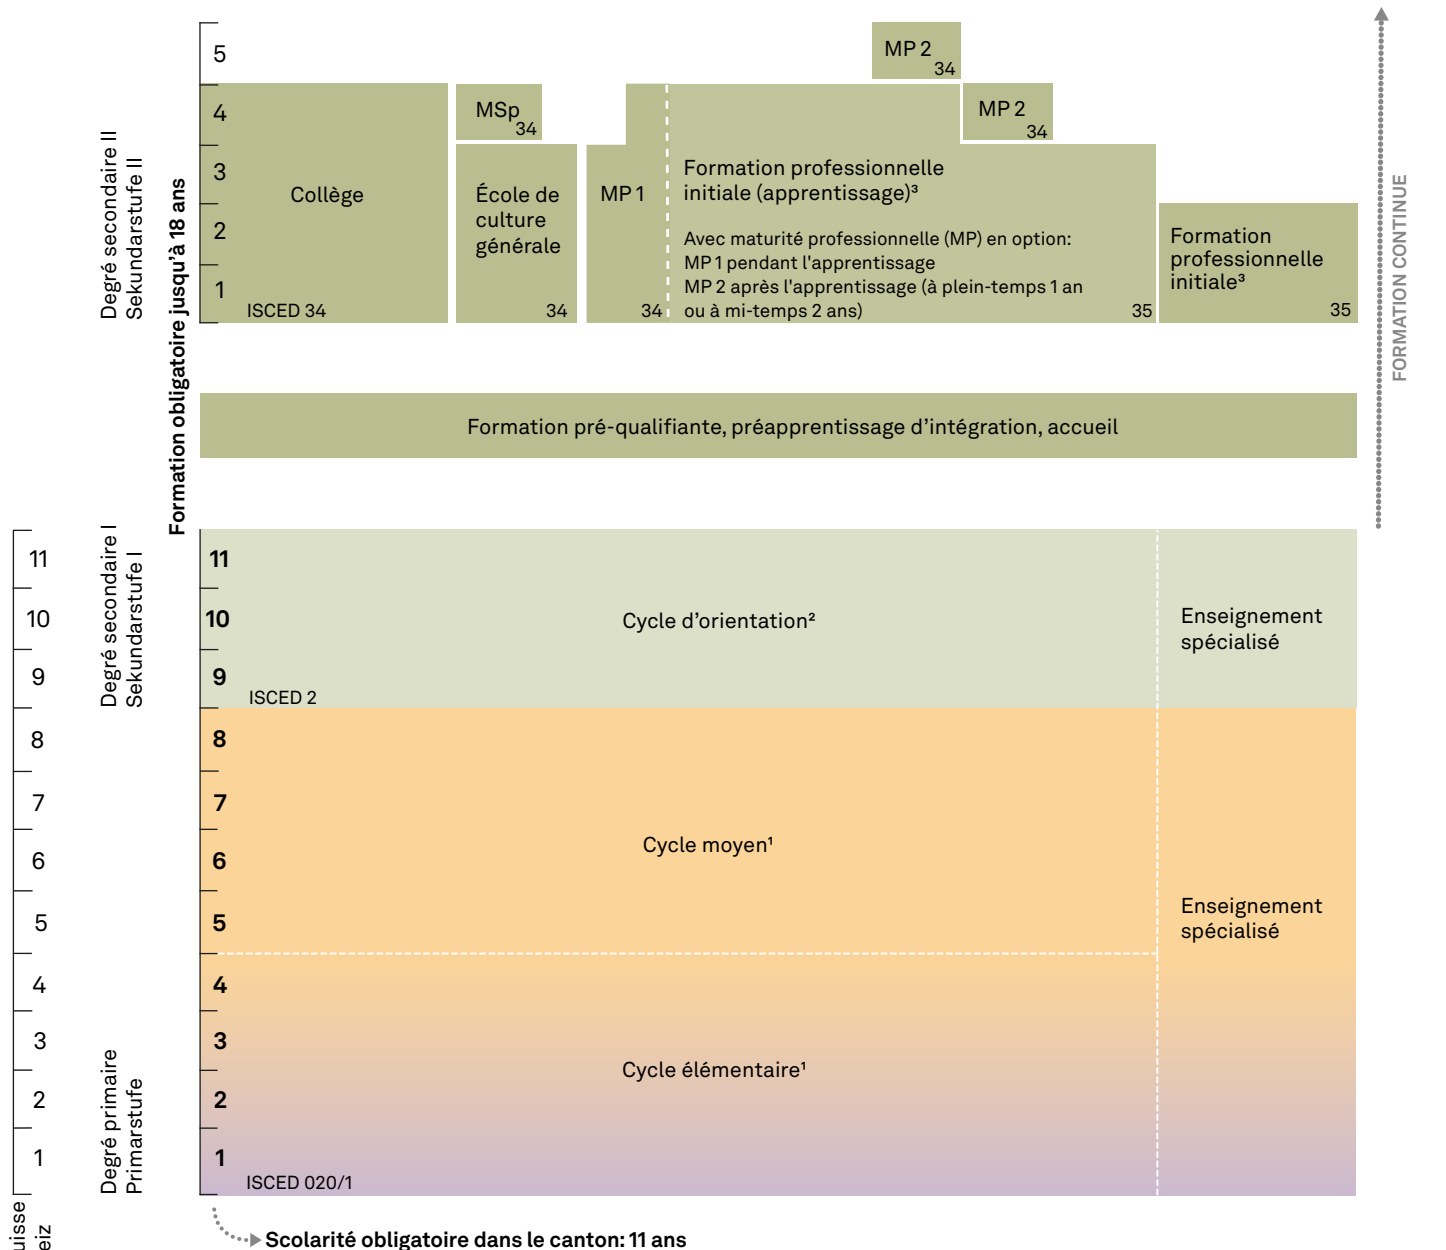 5
MP 2
34
4
MSp
34
MP 2
34
Degré secondaire II
Sekundarstufe II
Formation obligatoire jusqu'à 18 ans
3
2
1
Collège
ISCED 34
École de
culture
générale
34
MP 1
34
Formation professionnelle
initiale (apprentissage)³
Avec maturité professionnelle (MP) en option:
MP 1 pendant l'apprentissage
MP 2 après l'apprentissage (à plein-temps 1 an
ou à mi-temps 2 ans)
35
Formation
professionnelle
initiale³
35
FORMATION CONTINUE
Formation pré-qualifiante, préapprentissage d'intégration, accueil
Degré secondaire I
Sekundarstufe I
11
11
10
10
9
9
Cycle d'orientation²
ISCED 2
Enseignement
spécialisé
8
8
7
7
6
6
5
5
Cycle moyen¹
Enseignement
spécialisé
4
4
3
3
2
2
1
1
Degré primaire
Primarstufe
Cycle élémentaire¹
ISCED 020/1
uisse
eiz
Scolarité obligatoire dans le canton: 11 ans